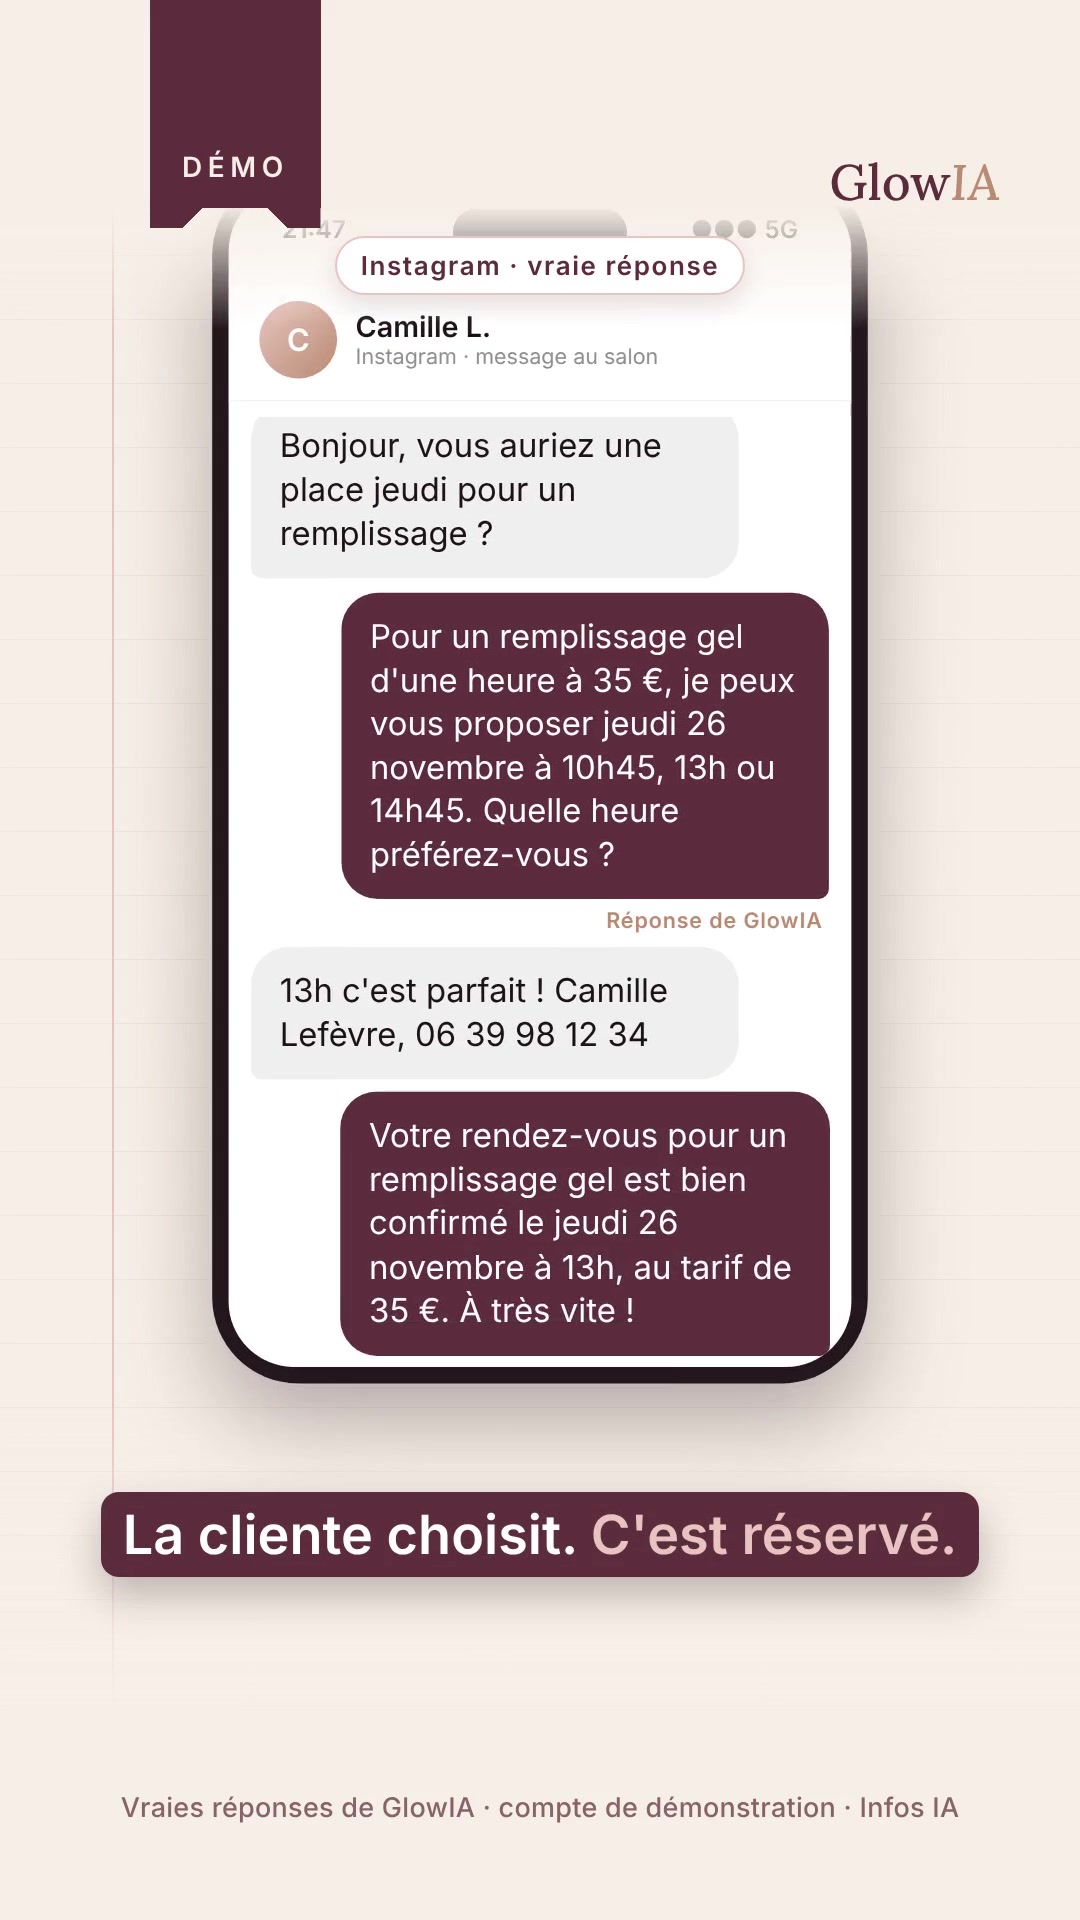 DÉMO
GlowIA
21:47
5G
Instagram · vraie réponse
C
Camille L.
Instagram · message au salon
Bonjour, vous auriez une
place jeudi pour un
remplissage ?
Pour un remplissage gel
d'une heure à 35 €, je peux
vous proposer jeudi 26
novembre à 10h45, 13h ou
14h45. Quelle heure
préférez-vous ?
Réponse de GlowIA
13h c'est parfait ! Camille
Lefèvre, 06 39 98 12 34
Votre rendez-vous pour un
remplissage gel est bien
confirmé le jeudi 26
novembre à 13h, au tarif de
35 €. À très vite !
La cliente choisit. C'est réservé.
Vraies réponses de GlowIA · compte de démonstration · Infos IA